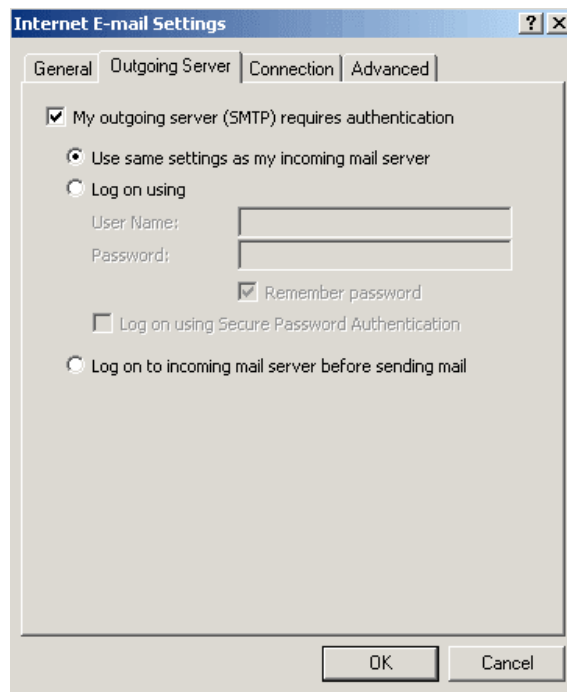 Internet E-mail Settings
General Outgoing Server Connection Advanced
My outgoing server (SMTP) requires authentication
Use same settings as my incoming mail server
Log on using
User Name:
Password:
Remember password
Log on using Secure Password Authentication
Log on to incoming mail server before sending mail
OK Cancel